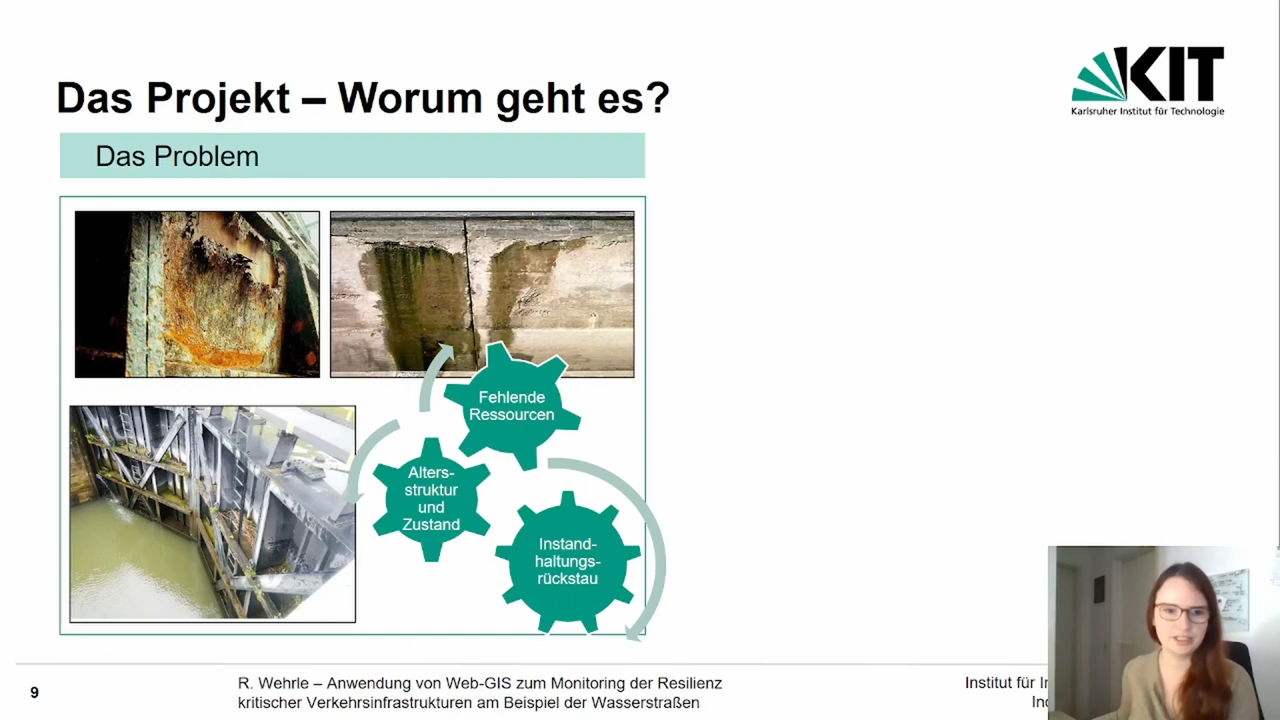 KIT
Karlsruher Institut für Technologie
Das Projekt – Worum geht es?
Das Problem
Fehlende
Ressourcen
Alters-
struktur
und
Zustand
Instand-
haltungs-
rückstau
9
R. Wehrle – Anwendung von Web-GIS zum Monitoring der Resilienz
kritischer Verkehrsinfrastrukturen am Beispiel der Wasserstraßen
Institut für